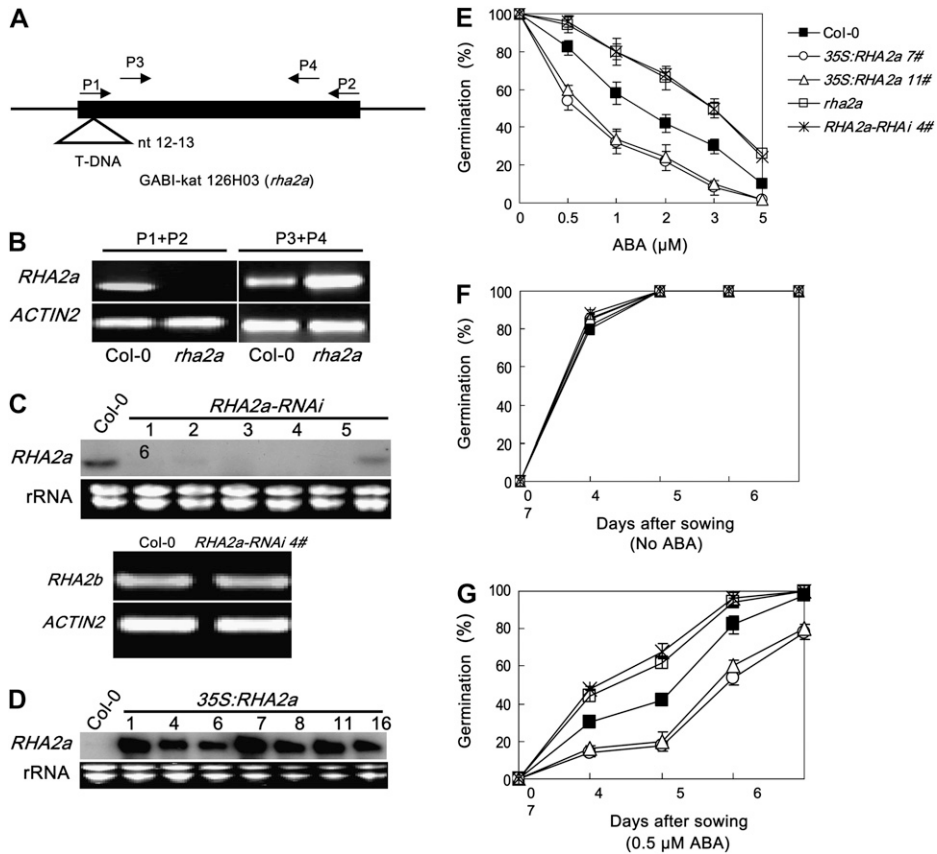 A
P1
P3
P4
P2
nt 12-13
T-DNA
GABI-kat 126H03 (rha2a)
B
P1+P2
P3+P4
RHA2a
ACTIN2
Col-0
rha2a
Col-0
rha2a
C
Col-0
RHA2a-RNAi
1 2 3 4 5
6
RHA2a
rRNA
Col-0
RHA2a-RNAi 4#
RHA2b
ACTIN2
D
Col-0
35S:RHA2a
1 4 6 7 8 11 16
RHA2a
rRNA
E
Germination (%)
100
80
60
40
20
0
0 0.5 1 2 3 5
ABA (µM)
Col-0
35S:RHA2a 7#
35S:RHA2a 11#
rha2a
RHA2a-RHAi 4#
F
Germination (%)
100
80
60
40
20
0
0 4 5 6
7
Days after sowing
(No ABA)
G
Germination (%)
100
80
60
40
20
0
0 4 5 6
7
Days after sowing
(0.5 µM ABA)